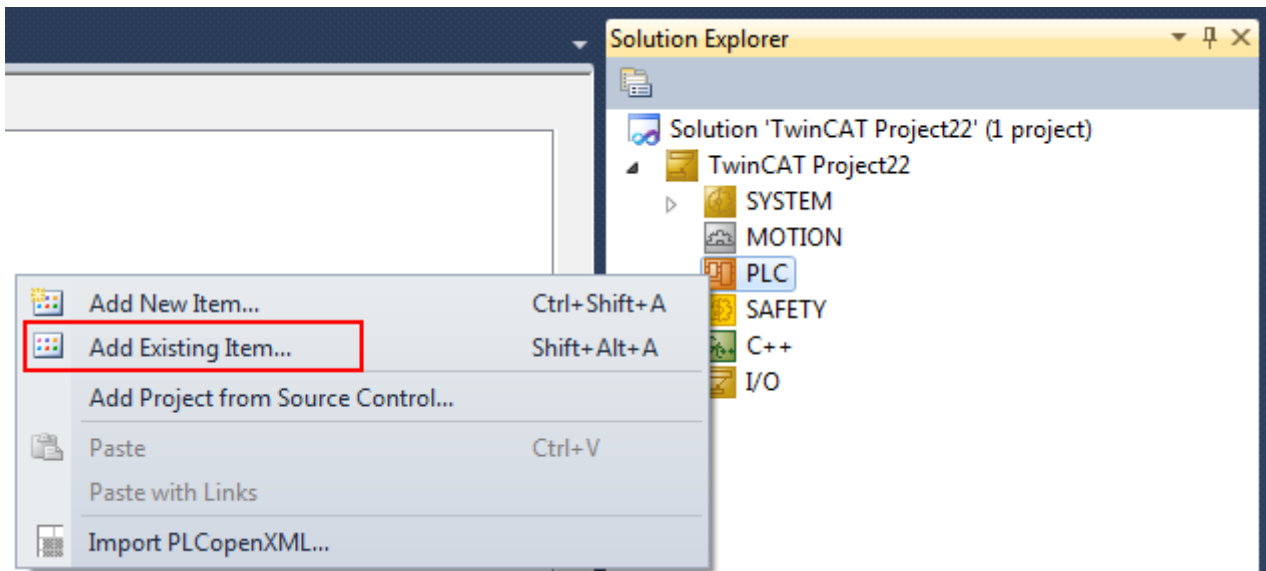 Solution Explorer
Solution 'TwinCAT Project22' (1 project)
TwinCAT Project22
SYSTEM
MOTION
PLC
SAFETY
C++
I/O
Add New Item... Ctrl+Shift+A
Add Existing Item... Shift+Alt+A
Add Project from Source Control...
Paste Ctrl+V
Paste with Links
Import PLCopenXML...